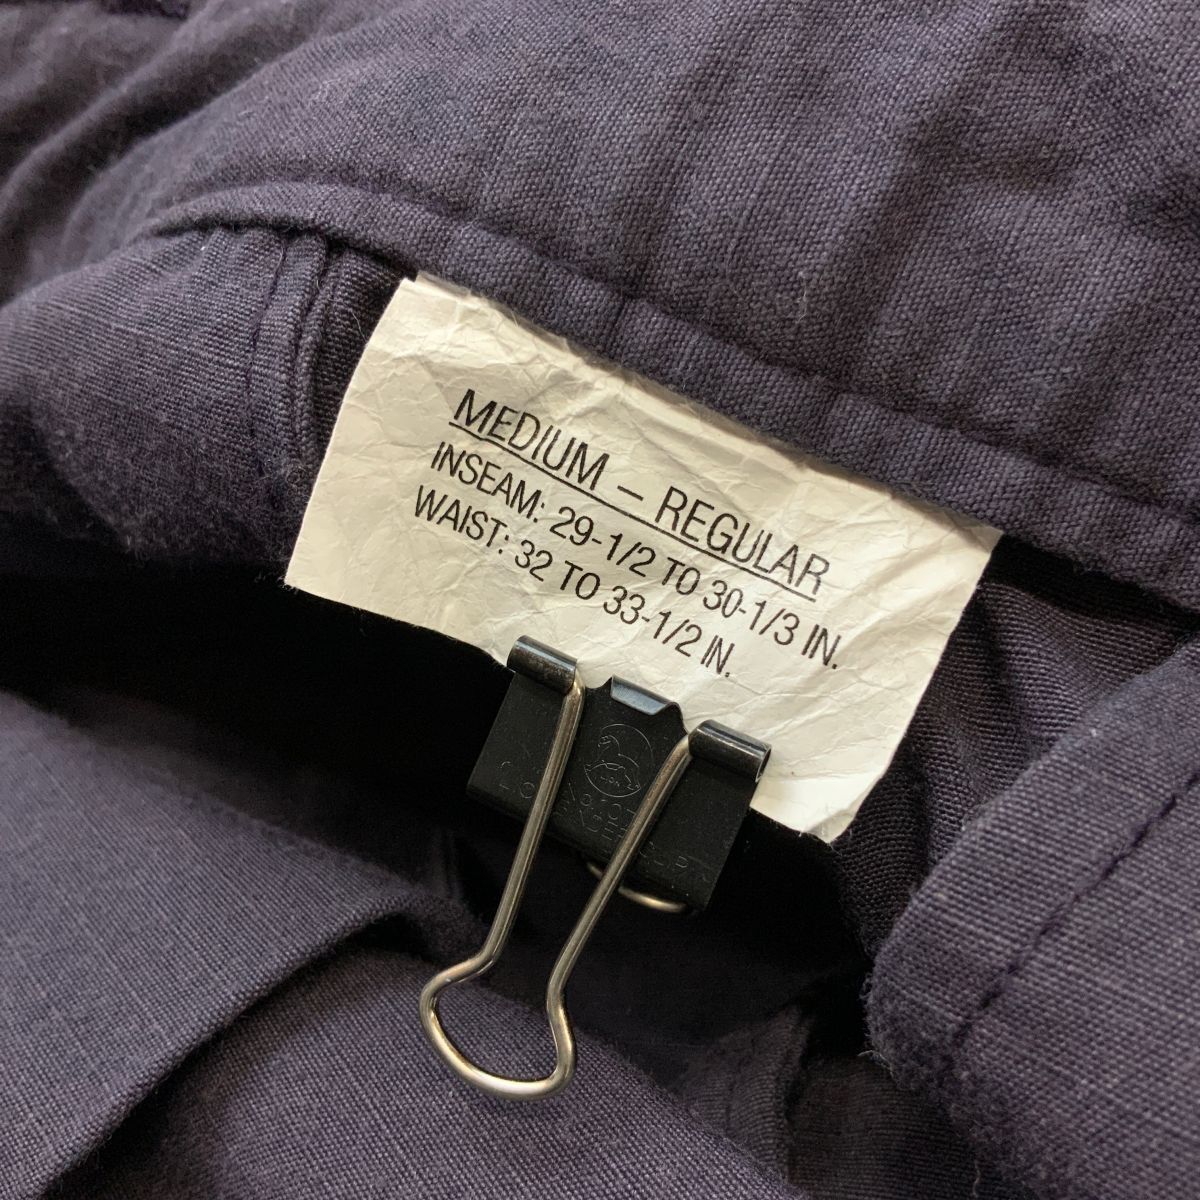 MEDIUM – REGULAR
INSEAM: 29-1/2 TO 30-1/3 IN.
WAIST: 32 TO 33-1/2 IN.